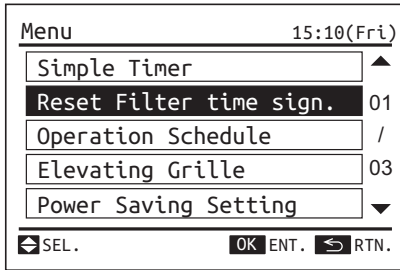 Menu 15:10(Fri)
Simple Timer
Reset Filter time sign. 01
Operation Schedule /
Elevating Grille 03
Power Saving Setting
SEL. OK ENT. RTN.